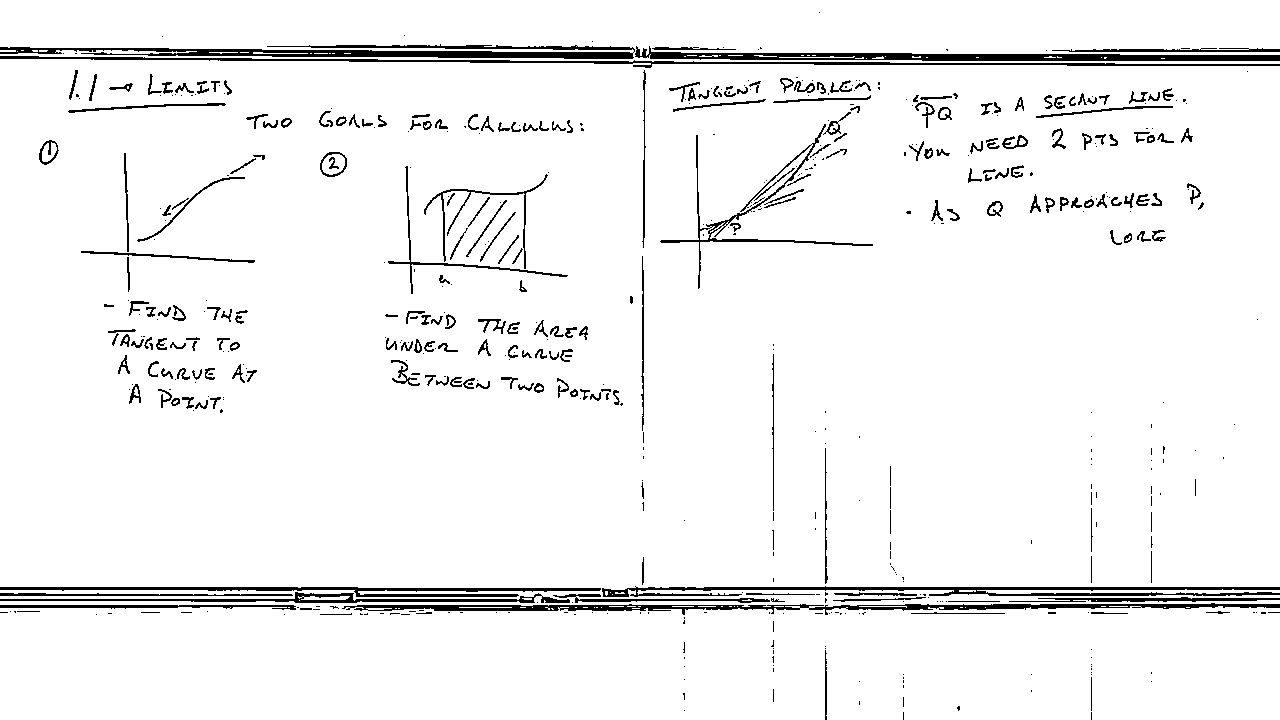 1.1 → LIMITS
TWO GOALS FOR CALCULUS:
①
②
a b
- FIND THE
TANGENT TO
A CURVE AT
A POINT.
- FIND THE AREA
UNDER A CURVE
BETWEEN TWO POINTS.
TANGENT PROBLEM:
Q
P
PQ IS A SECANT LINE.
·YOU NEED 2 PTS FOR A
LINE.
· AS Q APPROACHES P,